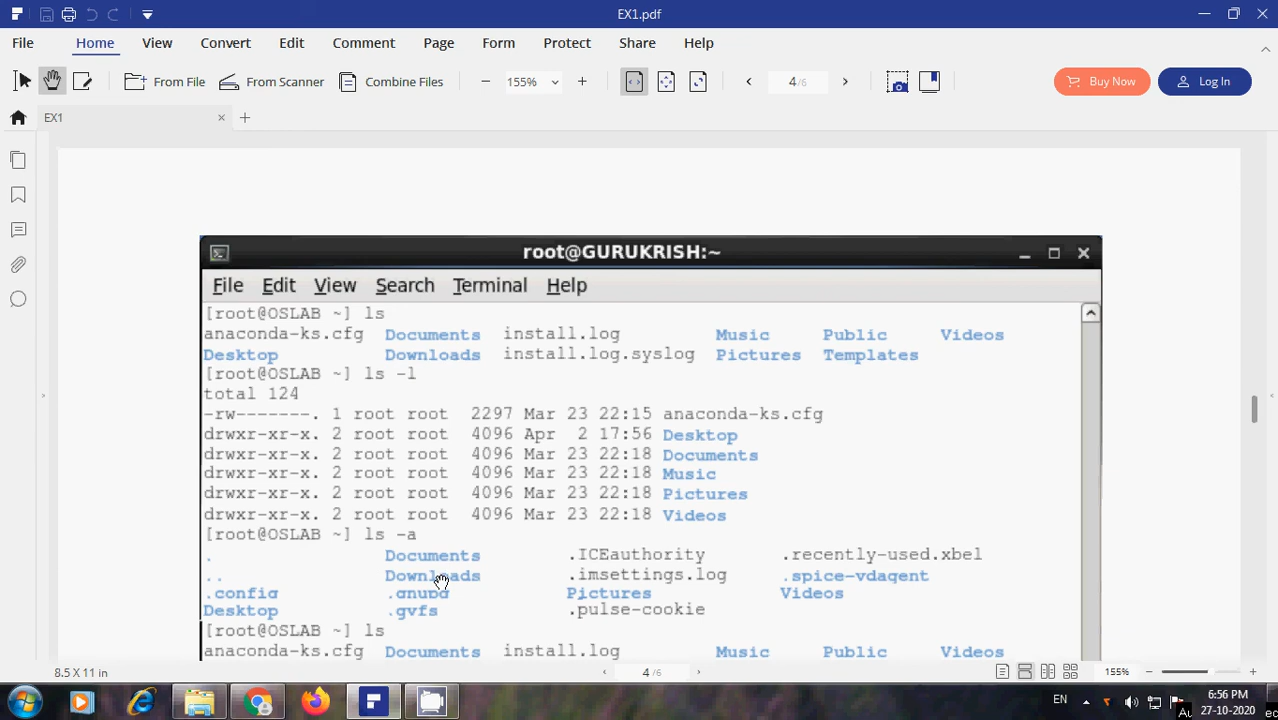 EX1.pdf
File Home View Convert Edit Comment Page Form Protect Share Help
From File From Scanner Combine Files 155% 4/6 Buy Now Log In
EX1
root@GURUKRISH:~
File Edit View Search Terminal Help
[root@OSLAB ~] ls
anaconda-ks.cfg Documents install.log Music Public Videos
Desktop Downloads install.log.syslog Pictures Templates
[root@OSLAB ~] ls -l
total 124
-rw-------. 1 root root 2297 Mar 23 22:15 anaconda-ks.cfg
drwxr-xr-x. 2 root root 4096 Apr 2 17:56 Desktop
drwxr-xr-x. 2 root root 4096 Mar 23 22:18 Documents
drwxr-xr-x. 2 root root 4096 Mar 23 22:18 Music
drwxr-xr-x. 2 root root 4096 Mar 23 22:18 Pictures
drwxr-xr-x. 2 root root 4096 Mar 23 22:18 Videos
[root@OSLAB ~] ls -a
. Documents .ICEauthority .recently-used.xbel
.. Downloads .imsettings.log .spice-vdagent
.config .gnupg Pictures Videos
Desktop .gvfs .pulse-cookie
[root@OSLAB ~] ls
anaconda-ks.cfg Documents install.log Music Public Videos
8.5 X 11 in 4/6 155%
EN 6:56 PM
27-10-2020